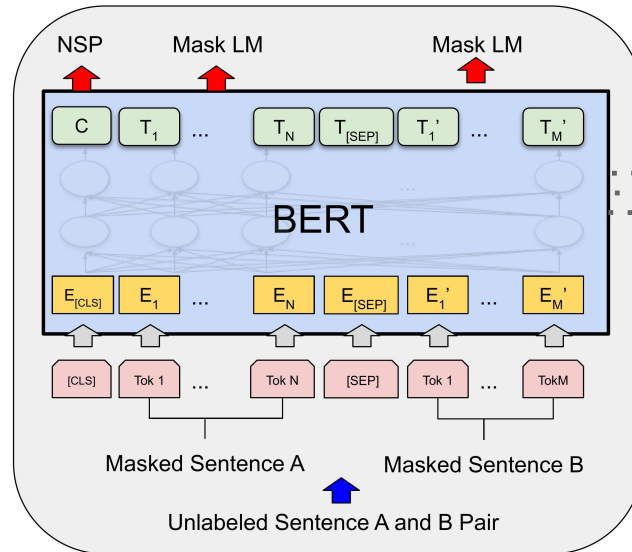 NSP Mask LM Mask LM
C T1 ... TN T[SEP] T1' ... TM'
...
BERT
...
E[CLS] E1 ... EN E[SEP] E1' ... EM'
[CLS] Tok 1 ... Tok N [SEP] Tok 1 ... TokM
Masked Sentence A Masked Sentence B
Unlabeled Sentence A and B Pair